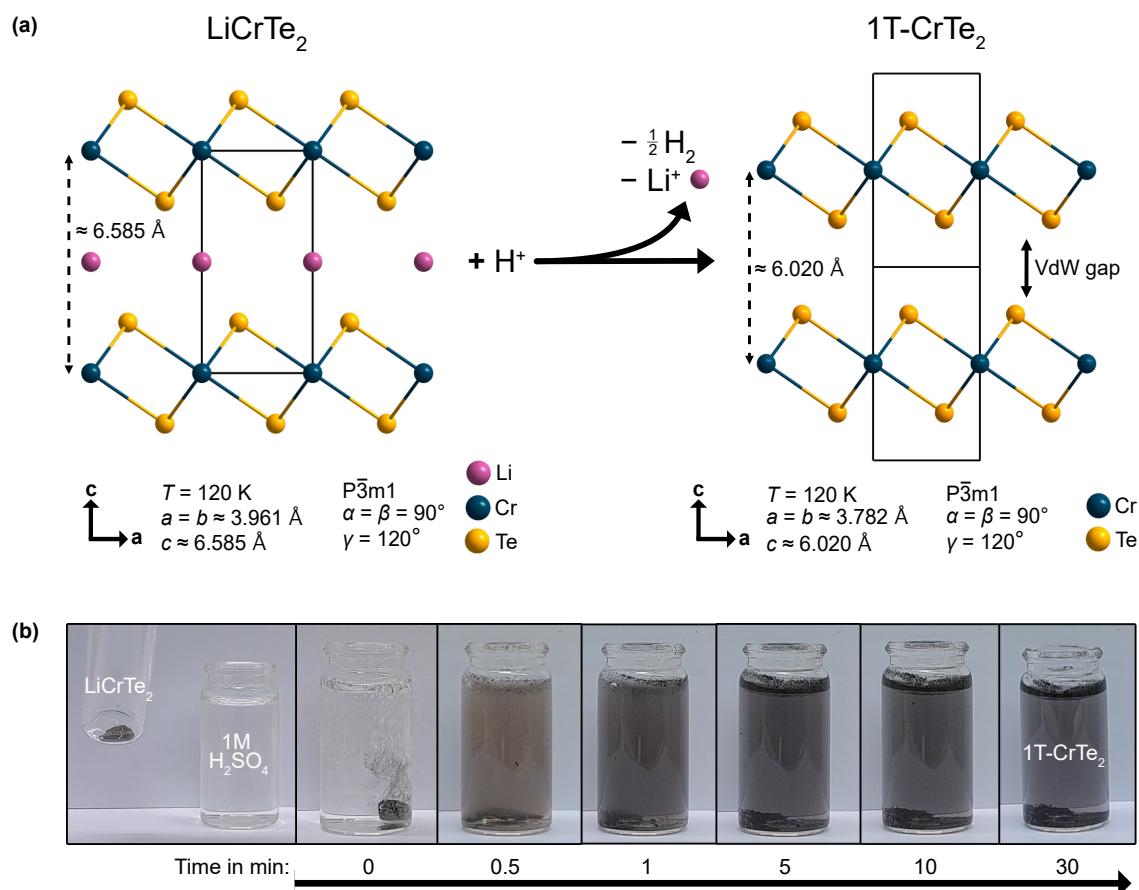 (a)
LiCrTe₂
1T-CrTe₂
≈ 6.585 Å
+ H⁺
− ½ H₂
− Li⁺
≈ 6.020 Å
VdW gap
c
a
T = 120 K
a = b ≈ 3.961 Å
c ≈ 6.585 Å
P3̅m1
α = β = 90°
γ = 120°
Li
Cr
Te
c
a
T = 120 K
a = b ≈ 3.782 Å
c ≈ 6.020 Å
P3̅m1
α = β = 90°
γ = 120°
Cr
Te
(b)
LiCrTe₂
1M
H₂SO₄
1T-CrTe₂
Time in min: 0 0.5 1 5 10 30